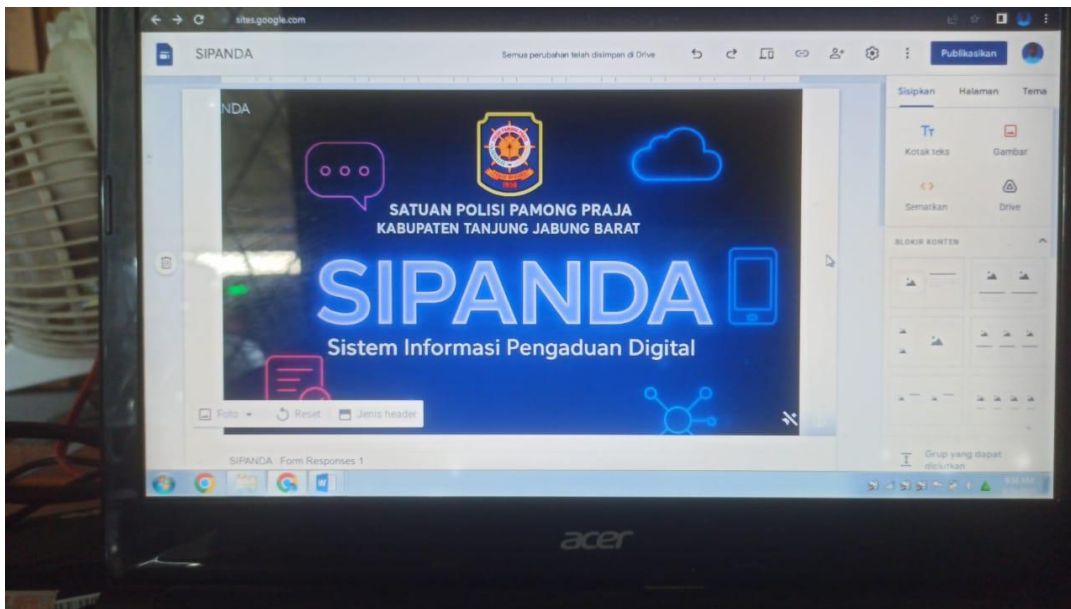 sites.google.com
SIPANDA
Semua perubahan telah disimpan di Drive
Publikasikan
Sisipkan Halaman Tema
Tт
Kotak teks Gambar
Sematkan Drive
BLOKIR KONTEN
NDA
1950
SATUAN POLISI PAMONG PRAJA
KABUPATEN TANJUNG JABUNG BARAT
SIPANDA
Sistem Informasi Pengaduan Digital
Foto Reset Jenis header
SIPANDA : Form Responses 1
Grup yang dapat
diciutkan
acer